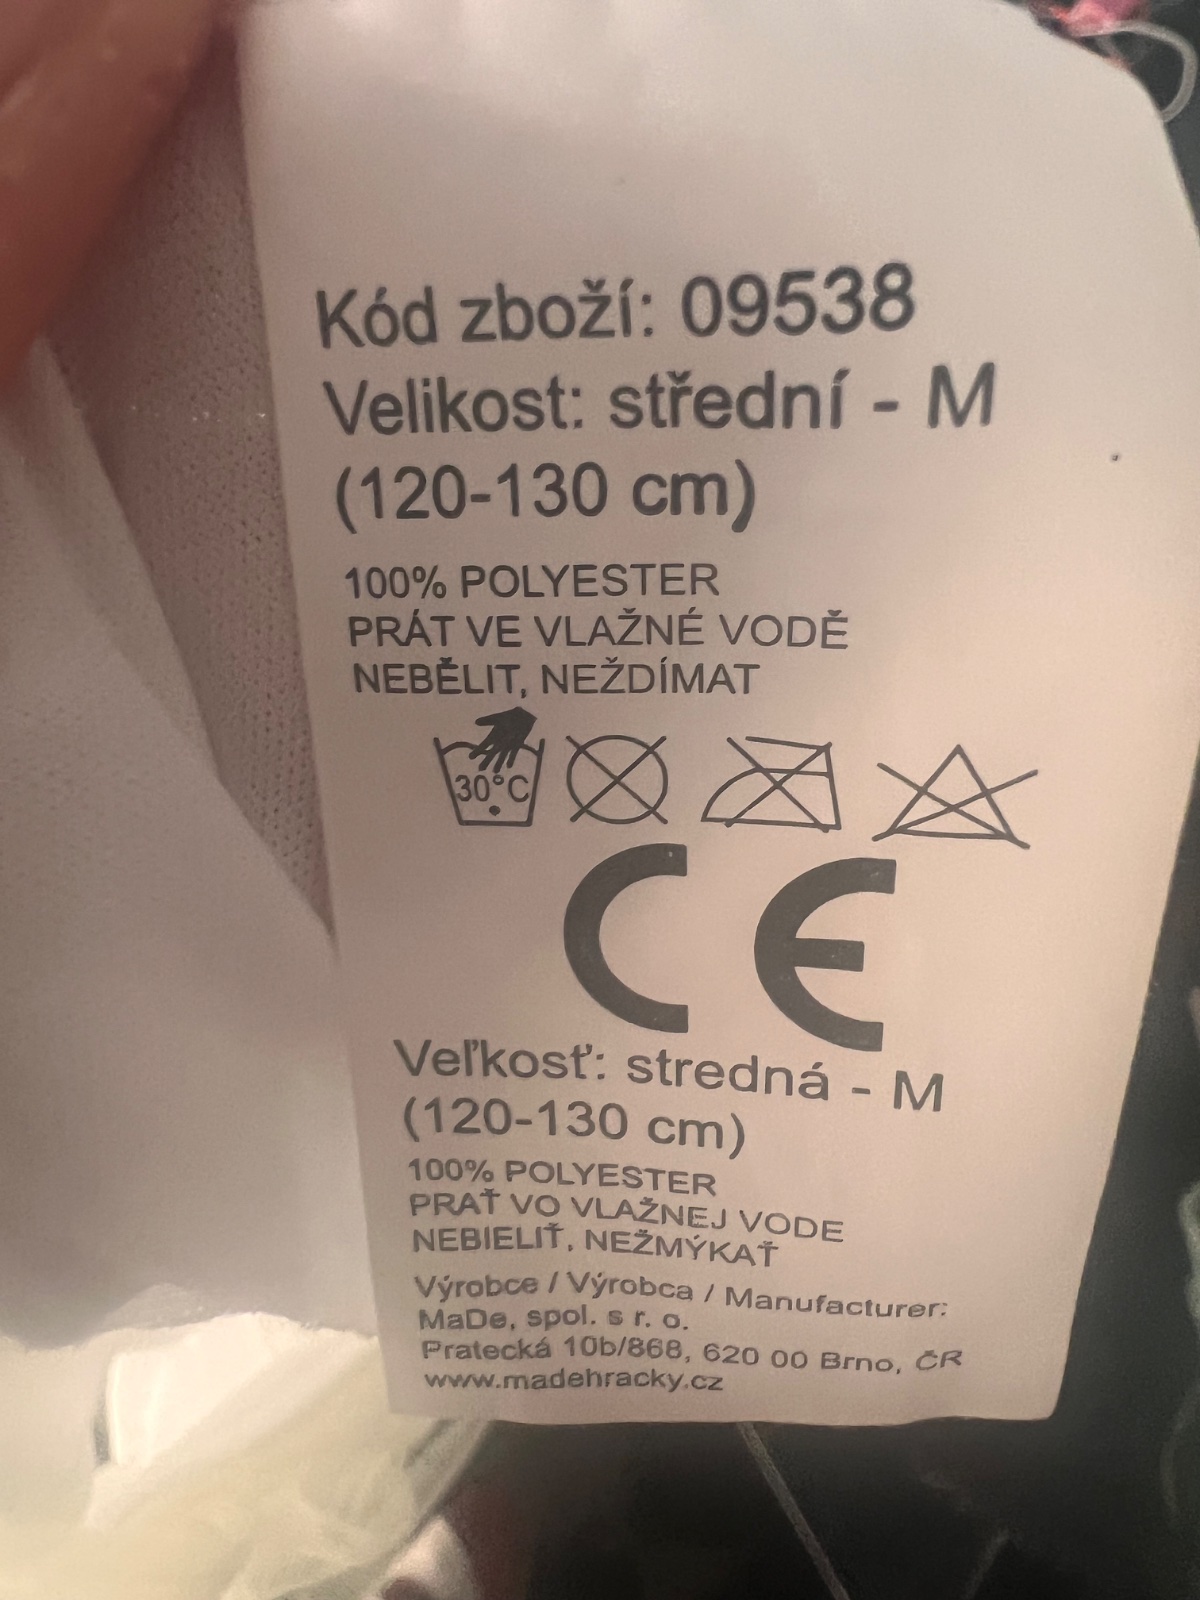 Kód zboží: 09538
Velikost: střední - M
(120-130 cm)
100% POLYESTER
PRÁT VE VLAŽNÉ VODĚ
NEBĚLIT, NEŽDÍMAT
30°C
CE
Veľkosť: stredná - M
(120-130 cm)
100% POLYESTER
PRAŤ VO VLAŽNEJ VODE
NEBIELIŤ, NEŽMÝKAŤ
Výrobce / Výrobca / Manufacturer:
MaDe, spol. s r. o.
Pratecká 10b/868, 620 00 Brno, ČR
www.madehracky.cz